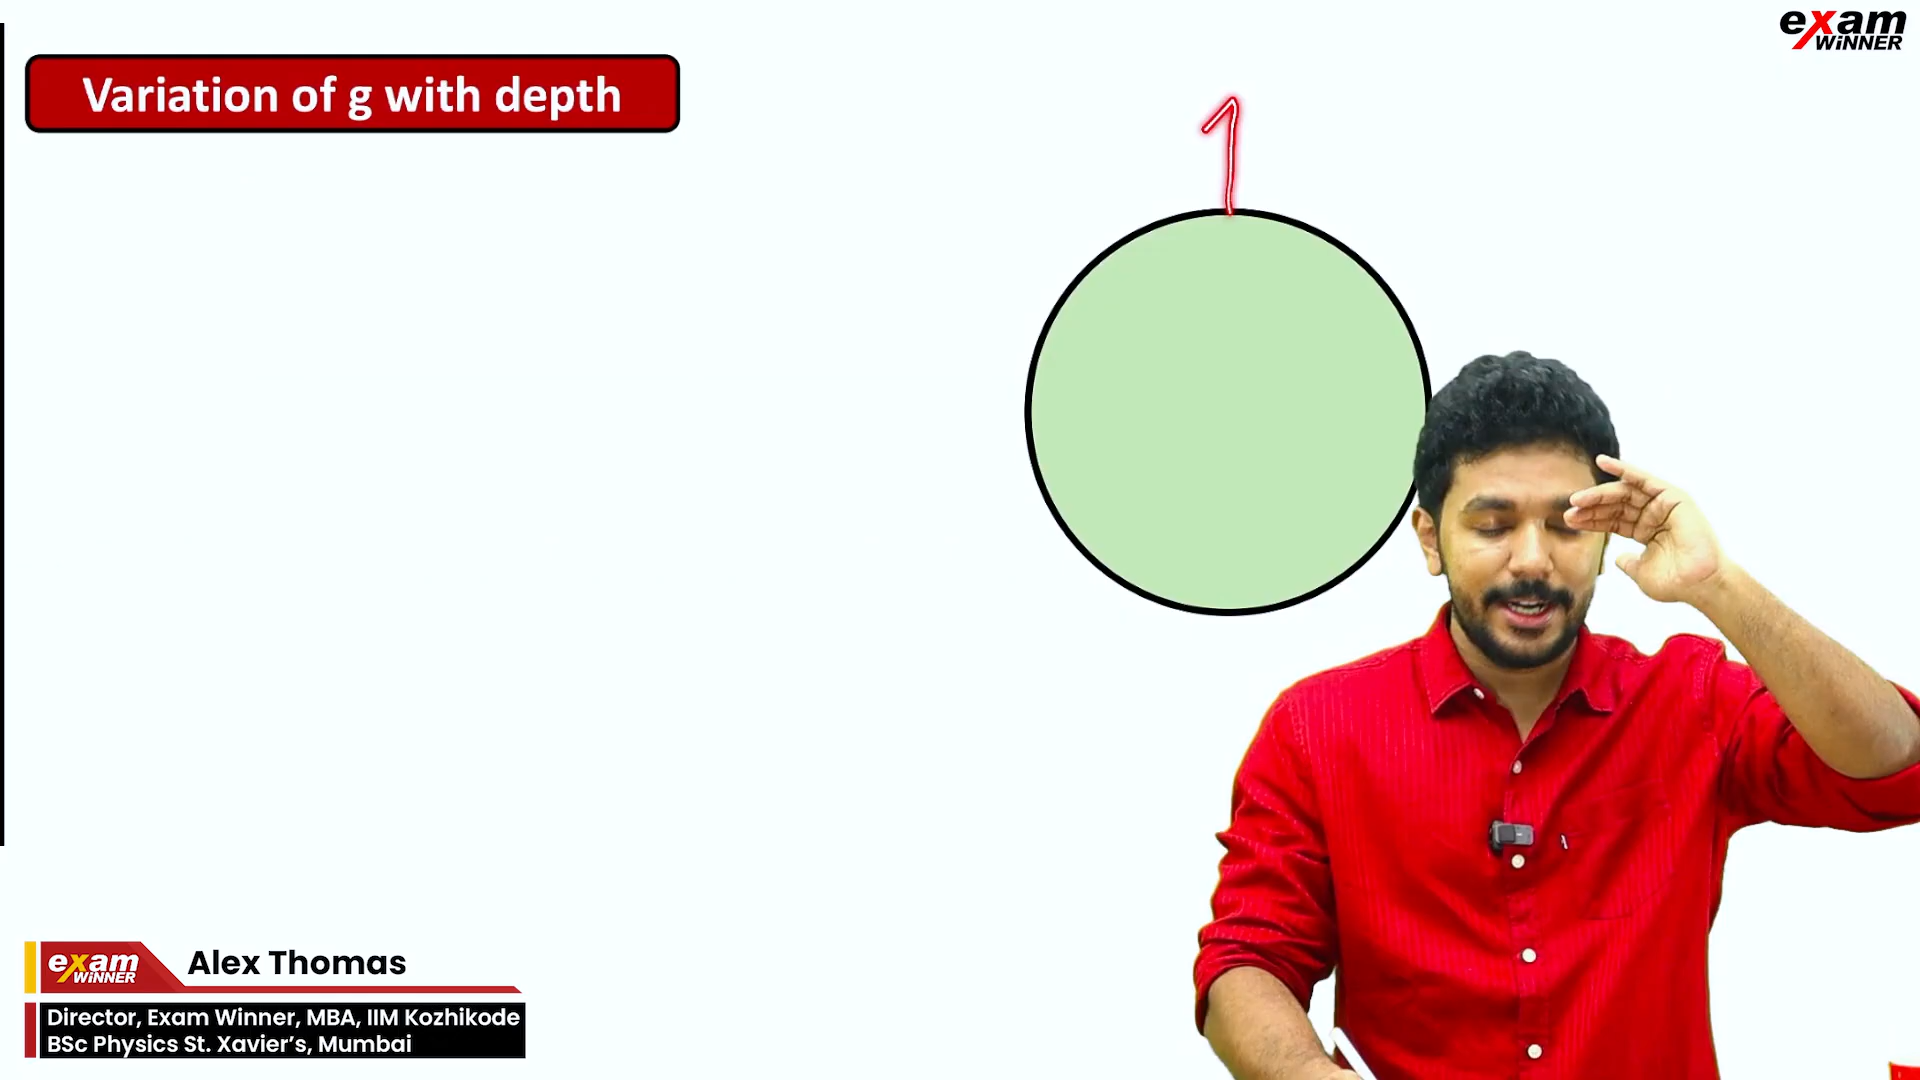 exam
WiNNER
Variation of g with depth
1
exam
WiNNER
Alex Thomas
Director, Exam Winner, MBA, IIM Kozhikode
BSc Physics St. Xavier's, Mumbai